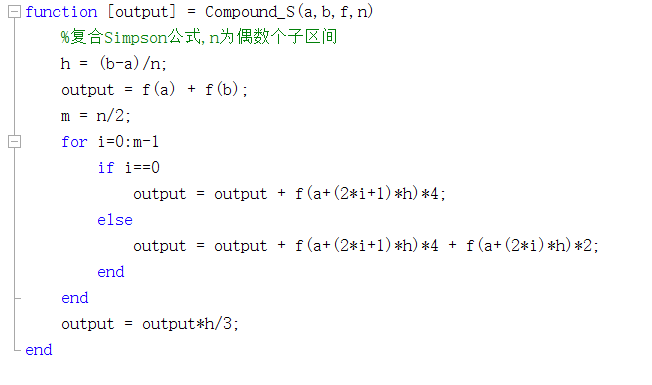 function [output] = Compound_S(a,b,f,n)
%复合Simpson公式,n为偶数个子区间
h = (b-a)/n;
output = f(a) + f(b);
m = n/2;
for i=0:m-1
if i==0
output = output + f(a+(2*i+1)*h)*4;
else
output = output + f(a+(2*i+1)*h)*4 + f(a+(2*i)*h)*2;
end
end
output = output*h/3;
end